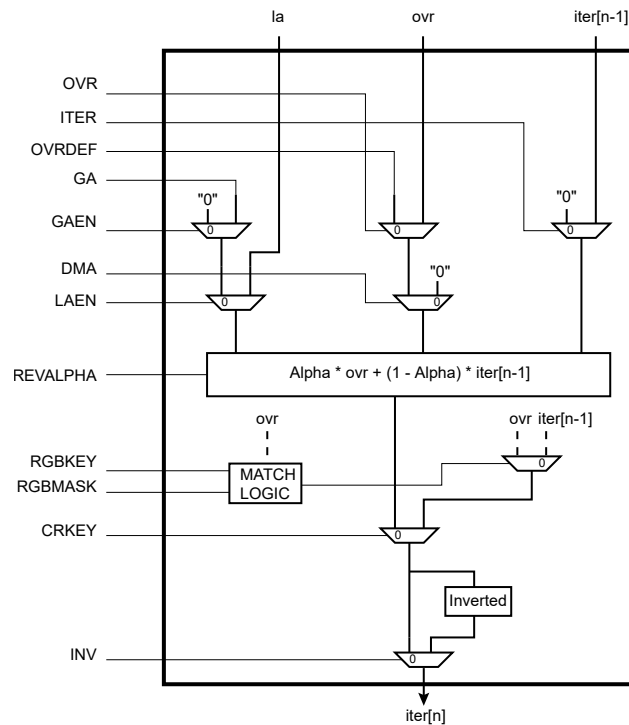 la ovr iter[n-1]
OVR
ITER
OVRDEF
GA
"0" "0"
GAEN 0 0 0
DMA "0"
LAEN 0 0
REVALPHA Alpha * ovr + (1 - Alpha) * iter[n-1]
ovr ovr iter[n-1]
RGBKEY MATCH 0
RGBMASK LOGIC
CRKEY 0
Inverted
INV 0
iter[n]